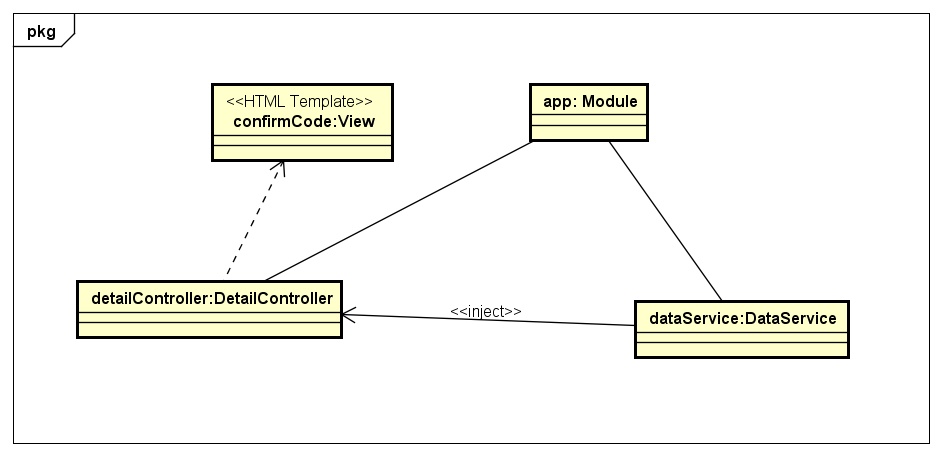 pkg
<<HTML Template>>
confirmCode:View
app: Module
detailController:DetailController
<<inject>>
dataService:DataService